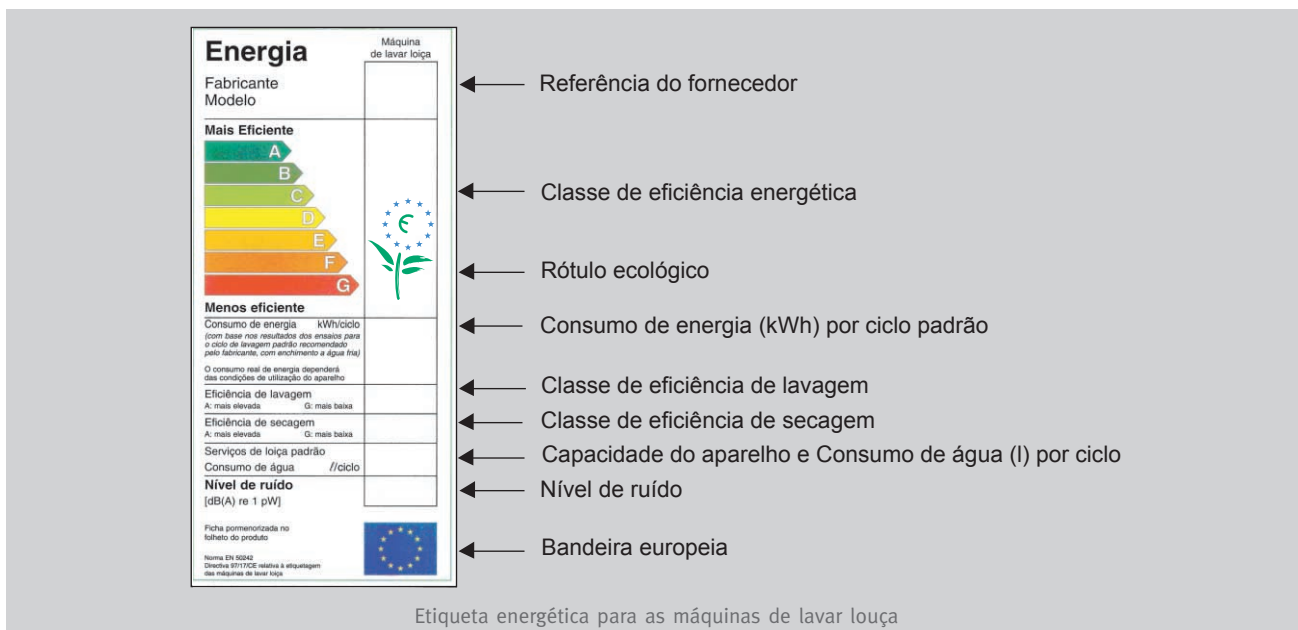 Energia
Máquina
de lavar loiça
Fabricante
Modelo
Referência do fornecedor
Mais Eficiente
A
B
C
D
E
F
G
Classe de eficiência energética
Rótulo ecológico
Menos eficiente
Consumo de energia kWh/ciclo
(com base nos resultados dos ensaios para
o ciclo de lavagem padrão recomendado
pelo fabricante, com enchimento a água fria)
Consumo de energia (kWh) por ciclo padrão
O consumo real de energia dependerá
das condições de utilização do aparelho
Eficiência de lavagem
A: mais elevada G: mais baixa
Classe de eficiência de lavagem
Eficiência de secagem
A: mais elevada G: mais baixa
Classe de eficiência de secagem
Serviços de loiça padrão
Consumo de água //ciclo
Capacidade do aparelho e Consumo de água (l) por ciclo
Nível de ruído
[dB(A) re 1 pW]
Nível de ruído
Ficha pormenorizada no
folheto do produto
Norma EN 50242
Directiva 97/17/CE relativa à etiquetagem
das máquinas de lavar loiça
Bandeira europeia
Etiqueta energética para as máquinas de lavar louça